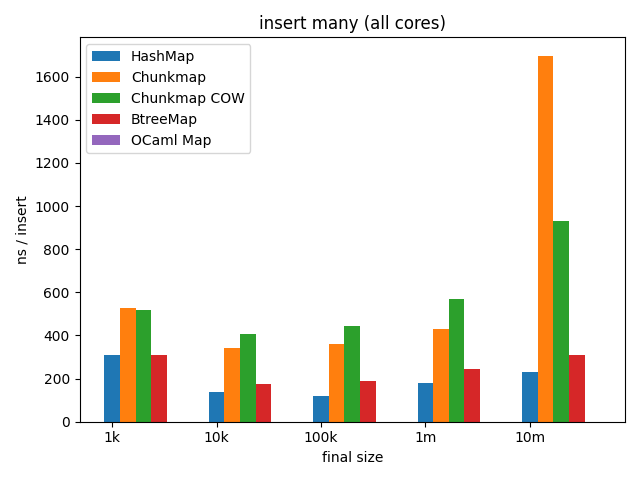 insert many (all cores)
HashMap
Chunkmap
Chunkmap COW
BtreeMap
OCaml Map
ns / insert
1600
1400
1200
1000
800
600
400
200
0
1k
10k
100k
1m
10m
final size